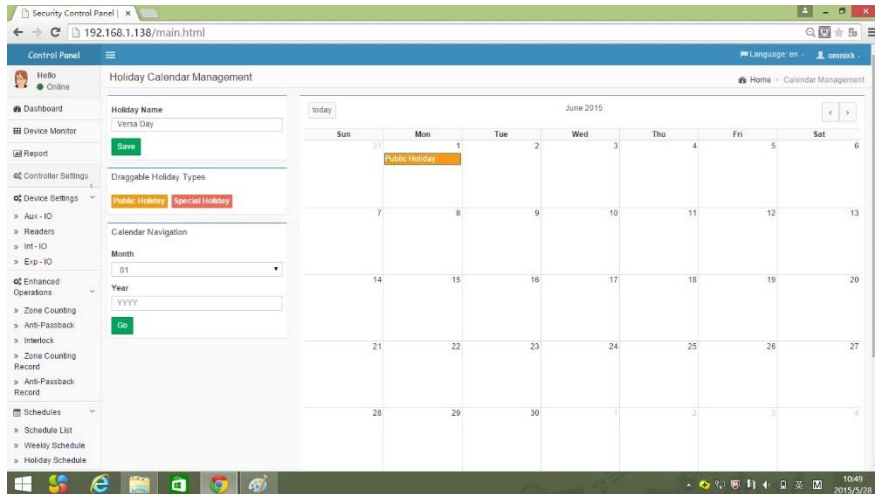 Security Control Panel | ×
192.168.1.138/main.html
Control Panel
Language: en
omnixk
Hello
Online
Holiday Calendar Management
Home
Calendar Management
Dashboard
Device Monitor
Report
Controller Settings
Device Settings
» Aux - IO
» Readers
» Int - IO
» Exp - IO
Enhanced
Operations
» Zone Counting
» Anti-Passback
» Interlock
» Zone Counting
Record
» Anti-Passback
Record
Schedules
» Schedule List
» Weekly Schedule
» Holiday Schedule
Holiday Name
Versa Day
Save
Draggable Holiday Types
Public Holiday Special Holiday
Calendar Navigation
Month
01
Year
YYYY
Go
today June 2015 < >
Sun Mon Tue Wed Thu Fri Sat
31 1 2 3 4 5 6
Public Holiday
7 8 9 10 11 12 13
14 15 16 17 18 19 20
21 22 23 24 25 26 27
28 29 30 1 2 3 4
英 M
10:49
2015/5/28